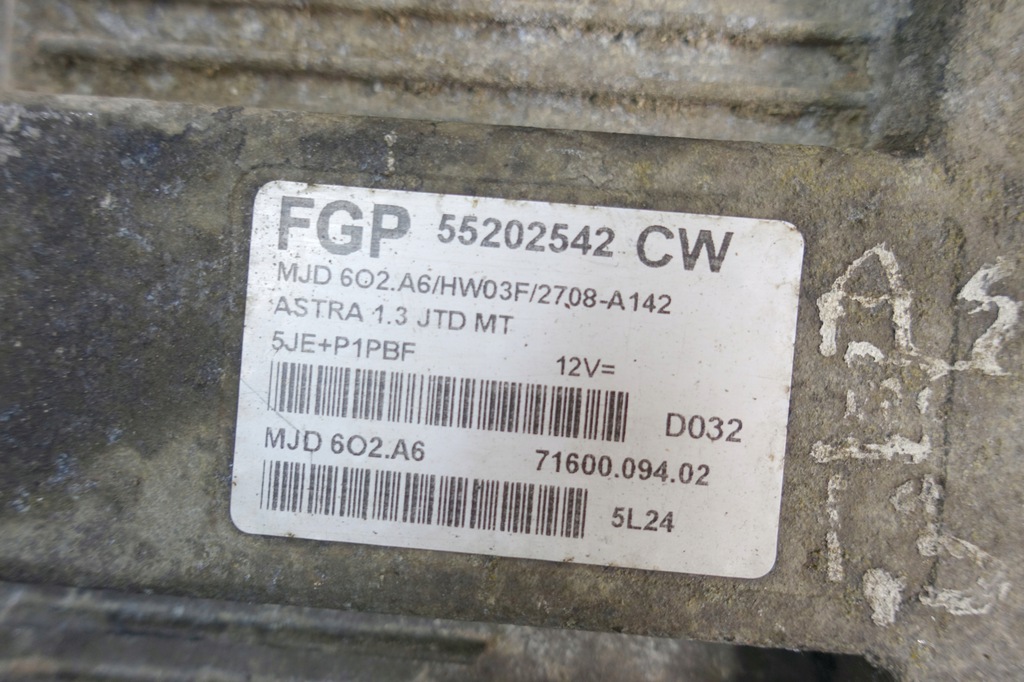 FGP 55202542 CW
MJD 6O2.A6/HW03F/2708-A142
ASTRA 1.3 JTD MT
5JE+P1PBF 12V=
D032
MJD 6O2.A6 71600.094.02
5L24